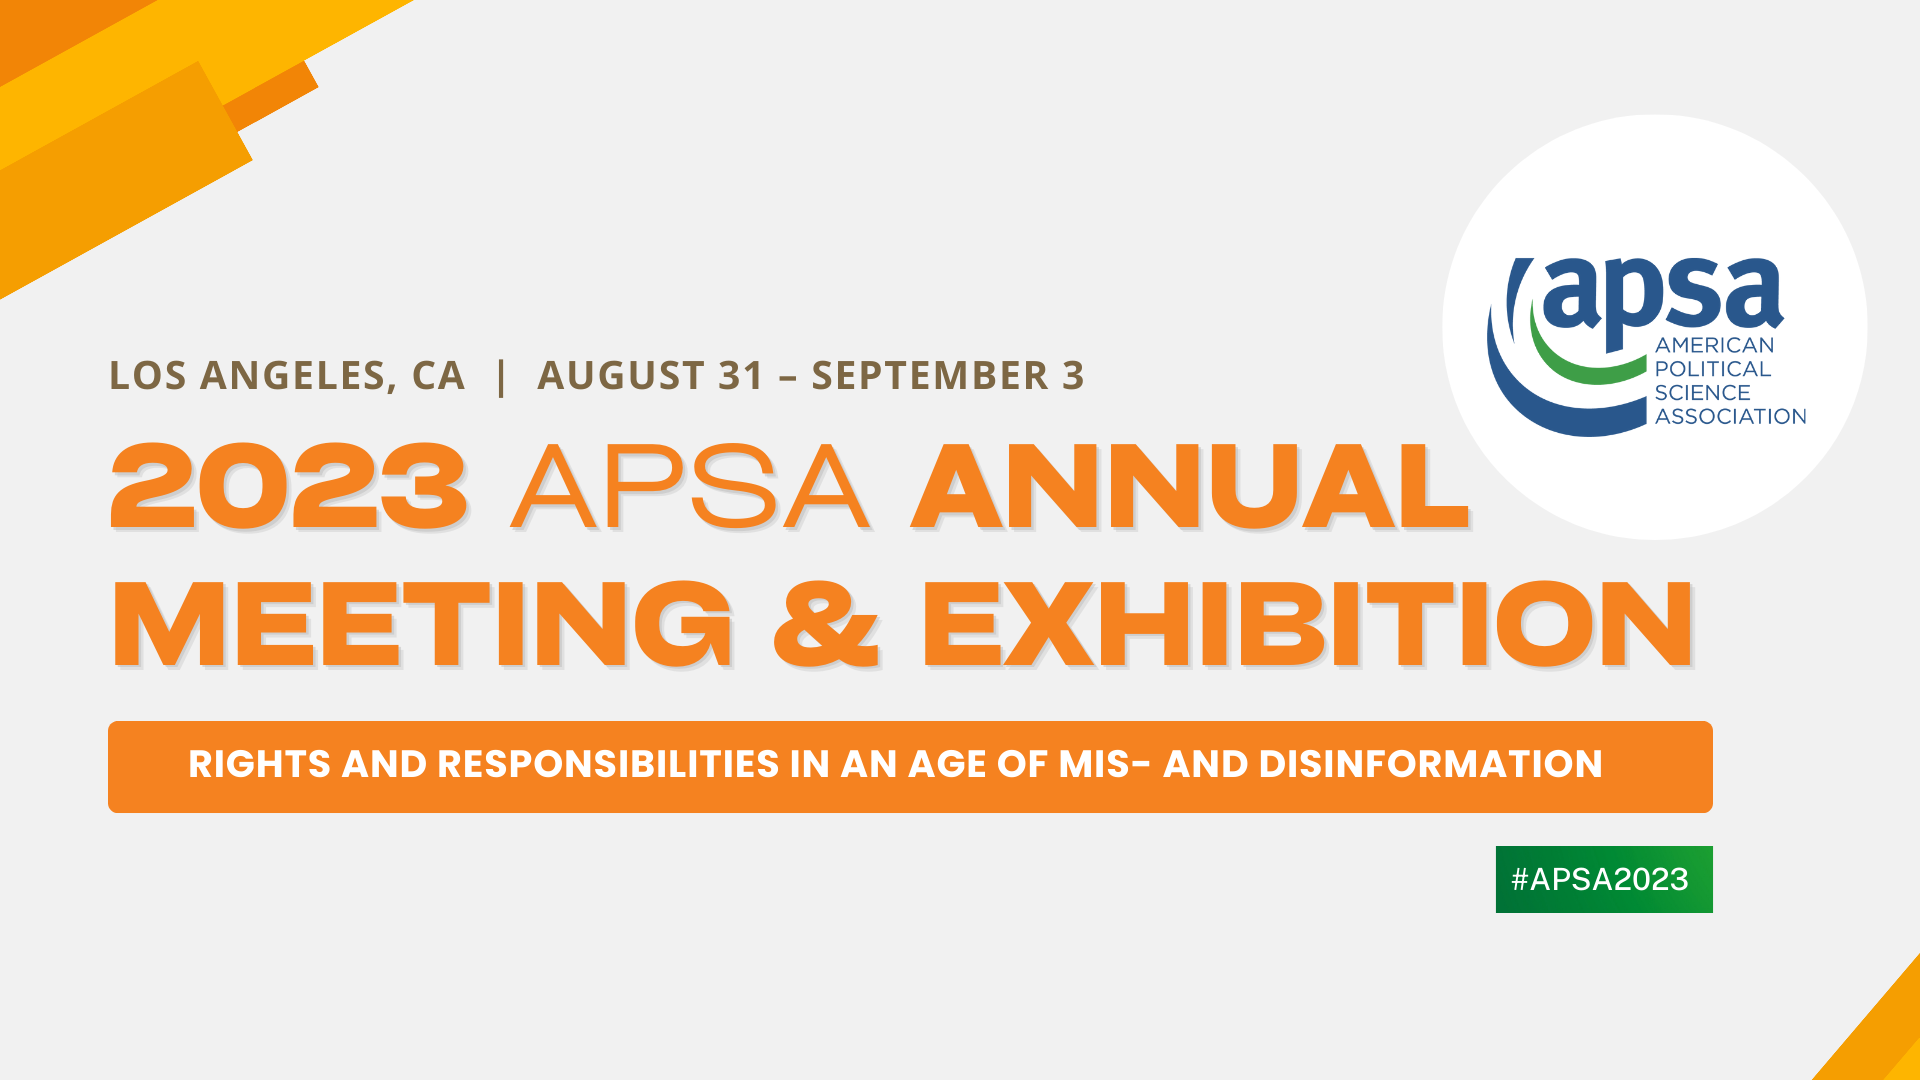 LOS ANGELES, CA | AUGUST 31 – SEPTEMBER 3
2023 APSA ANNUAL
MEETING & EXHIBITION
RIGHTS AND RESPONSIBILITIES IN AN AGE OF MIS- AND DISINFORMATION
#APSA2023
apsa
AMERICAN
POLITICAL
SCIENCE
ASSOCIATION